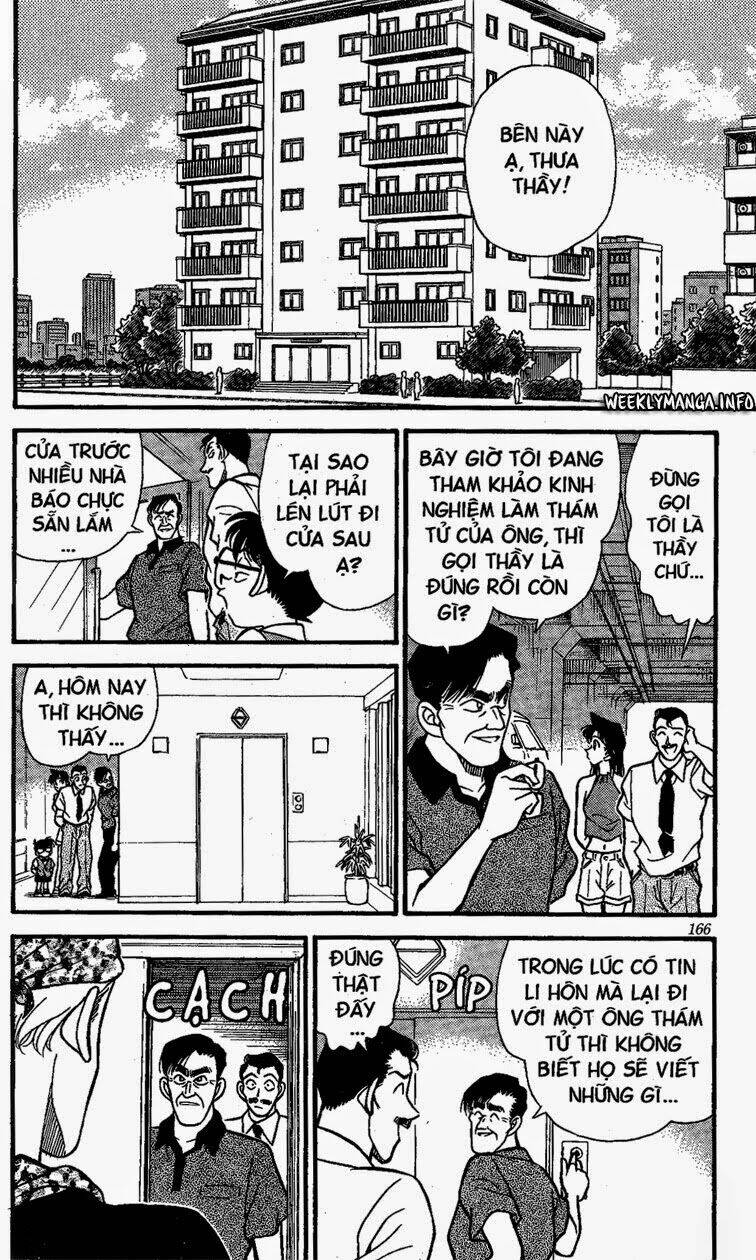 BÊN NÀY
Ạ, THƯA
THẦY!
WEEKLYMANGA.INFO
CỬA TRƯỚC
NHIỀU NHÀ
BÁO CHỰC
SẴN LẮM
...
TẠI SAO
LẠI PHẢI
LÉN LÚT ĐI
CỬA SAU
Ạ?
BÂY GIỜ TÔI ĐANG
THAM KHẢO KINH
NGHIỆM LÀM THÁM
TỬ CỦA ÔNG, THÌ
GỌI THẦY LÀ
ĐÚNG RỒI CÒN
GÌ?
ĐỪNG
GỌI
TÔI LÀ
THẦY
CHỨ...
A, HÔM NAY
THÌ KHÔNG
THẤY...
166
CẠCH
ĐÚNG
THẬT
ĐẤY
...
PÍP
TRONG LÚC CÓ TIN
LI HÔN MÀ LẠI ĐI
VỚI MỘT ÔNG THÁM
TỬ THÌ KHÔNG
BIẾT HỌ SẼ VIẾT
NHỮNG GÌ...